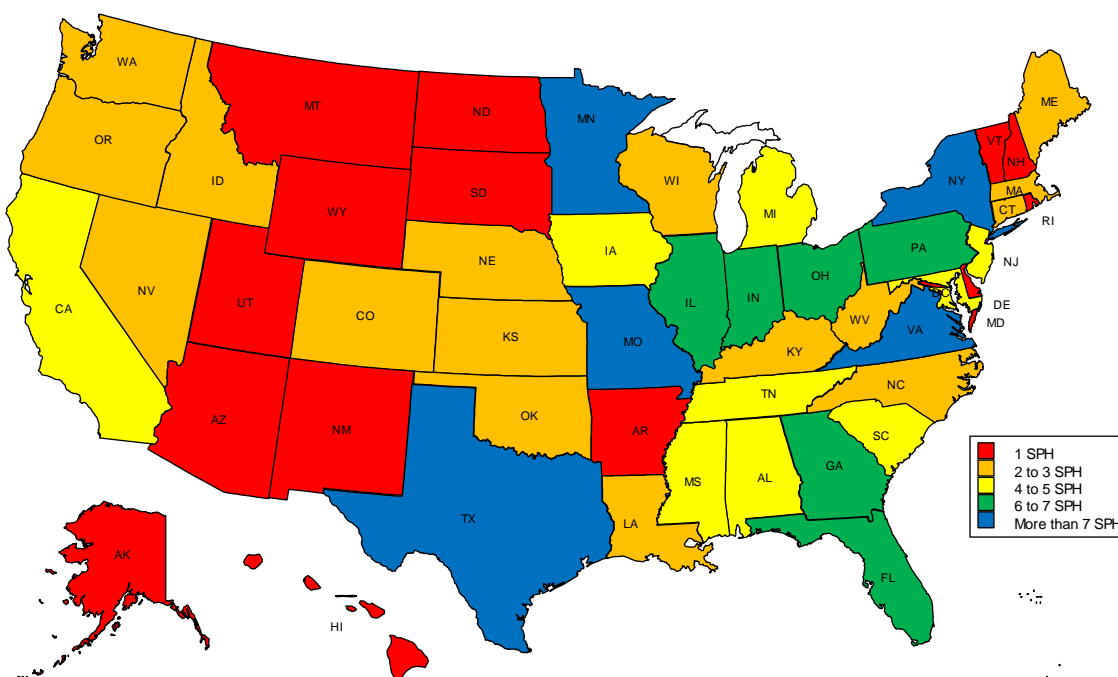 WA
ME
MT
ND
VT
MN
OR
NH
ID
WI
NY
MA
SD
WY
CT
MI
RI
PA
IA
NE
NJ
OH
NV
IL
IN
UT
CA
CO
DE
WV
MD
VA
KS
MO
KY
NC
TN
OK
AZ
AR
NM
SC
GA
AL
MS
TX
LA
AK
FL
HI
1 SPH
2 to 3 SPH
4 to 5 SPH
6 to 7 SPH
More than 7 SPH